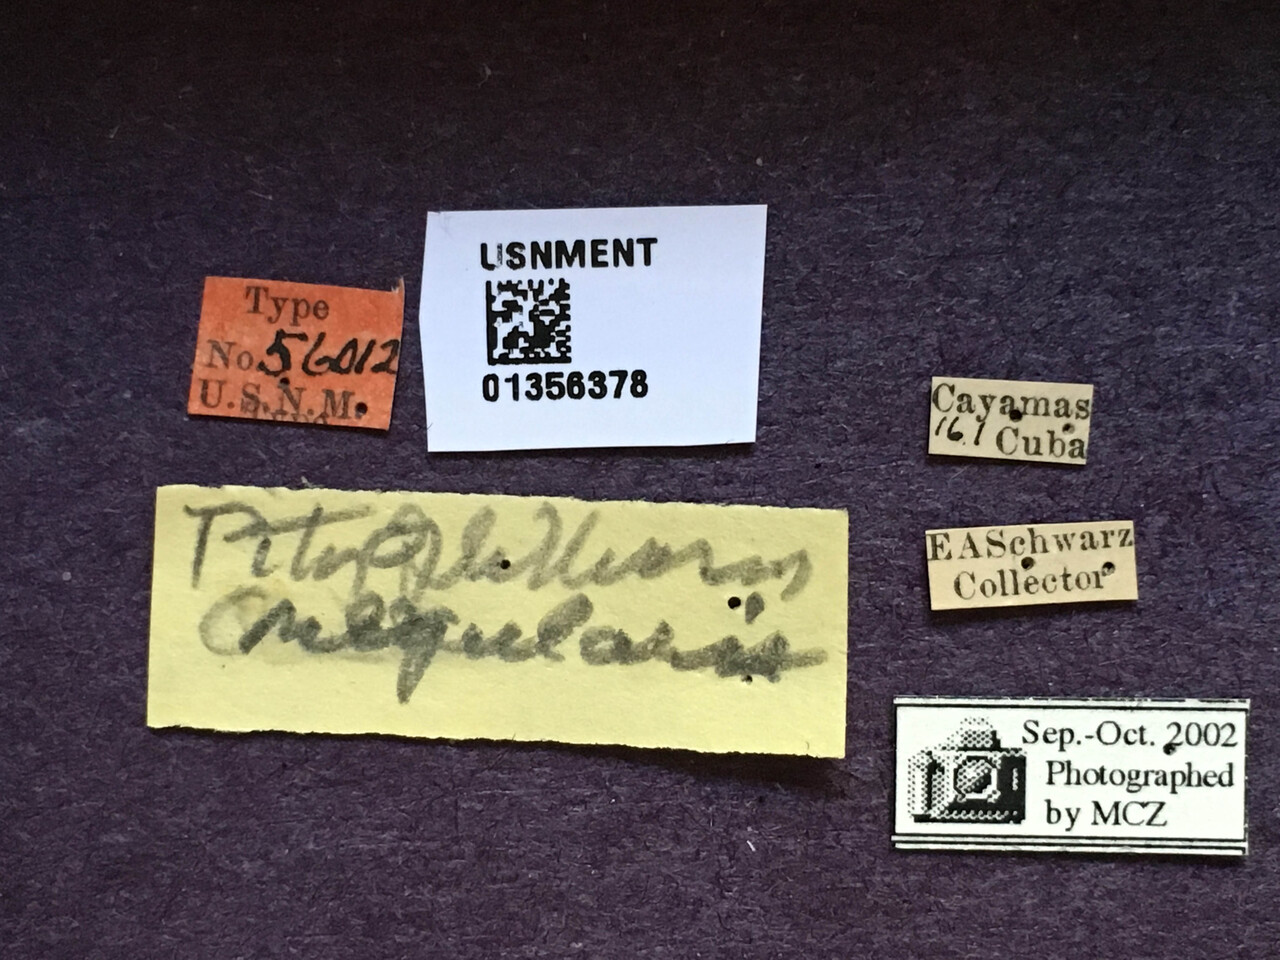 Type
No. 56012
U.S.N.M.
USNMENT
01356378
Cayamas
16.1 Cuba
EASchwarz
Collector
Sep.-Oct. 2002
Photographed
by MCZ